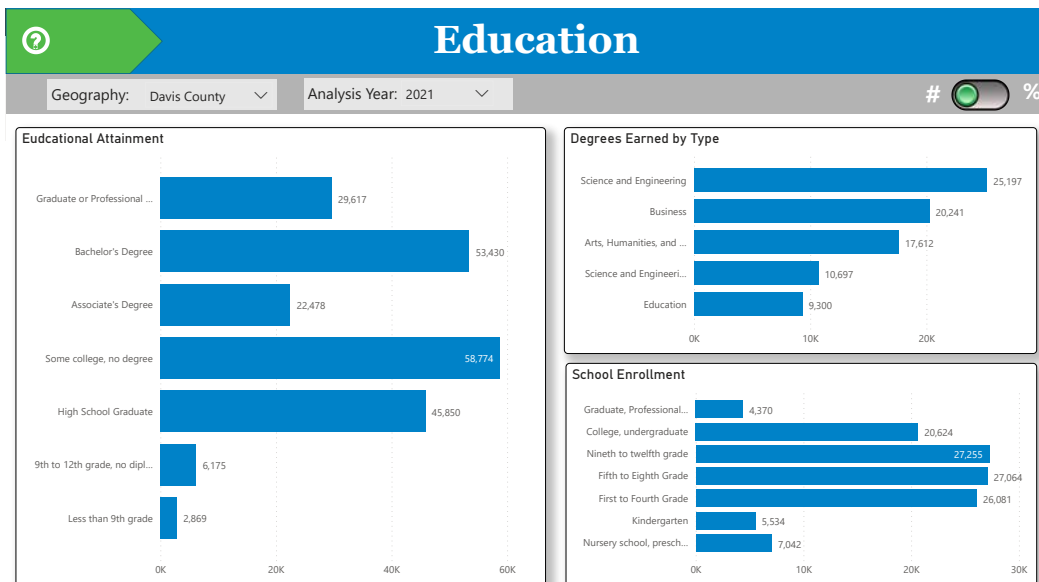 ?
Education
Geography: Davis County
Analysis Year: 2021
# %
Eudcational Attainment
Graduate or Professional ... 29,617
Bachelor's Degree 53,430
Associate's Degree 22,478
Some college, no degree 58,774
High School Graduate 45,850
9th to 12th grade, no dipl... 6,175
Less than 9th grade 2,869
0K 20K 40K 60K
Degrees Earned by Type
Science and Engineering 25,197
Business 20,241
Arts, Humanities, and ... 17,612
Science and Engineeri... 10,697
Education 9,300
0K 10K 20K
School Enrollment
Graduate, Professional... 4,370
College, undergraduate 20,624
Nineth to twelfth grade 27,255
Fifth to Eighth Grade 27,064
First to Fourth Grade 26,081
Kindergarten 5,534
Nursery school, presch... 7,042
0K 10K 20K 30K